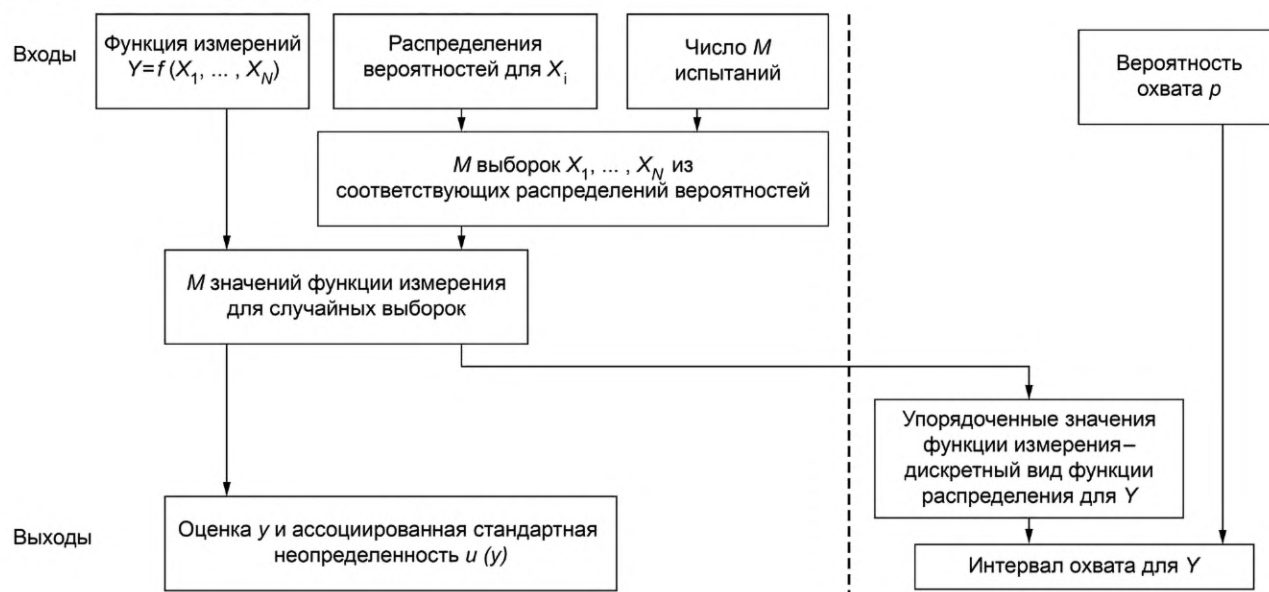 Входы
Функция измерений
Y=f (X1, ... , XN)
Распределения
вероятностей для Xi
Число M
испытаний
Вероятность
охвата p
M выборок X1, ... , XN из
соответствующих распределений вероятностей
M значений функции измерения
для случайных выборок
Упорядоченные значения
функции измерения–
дискретный вид функции
распределения для Y
Выходы
Оценка y и ассоциированная стандартная
неопределенность u (y)
Интервал охвата для Y